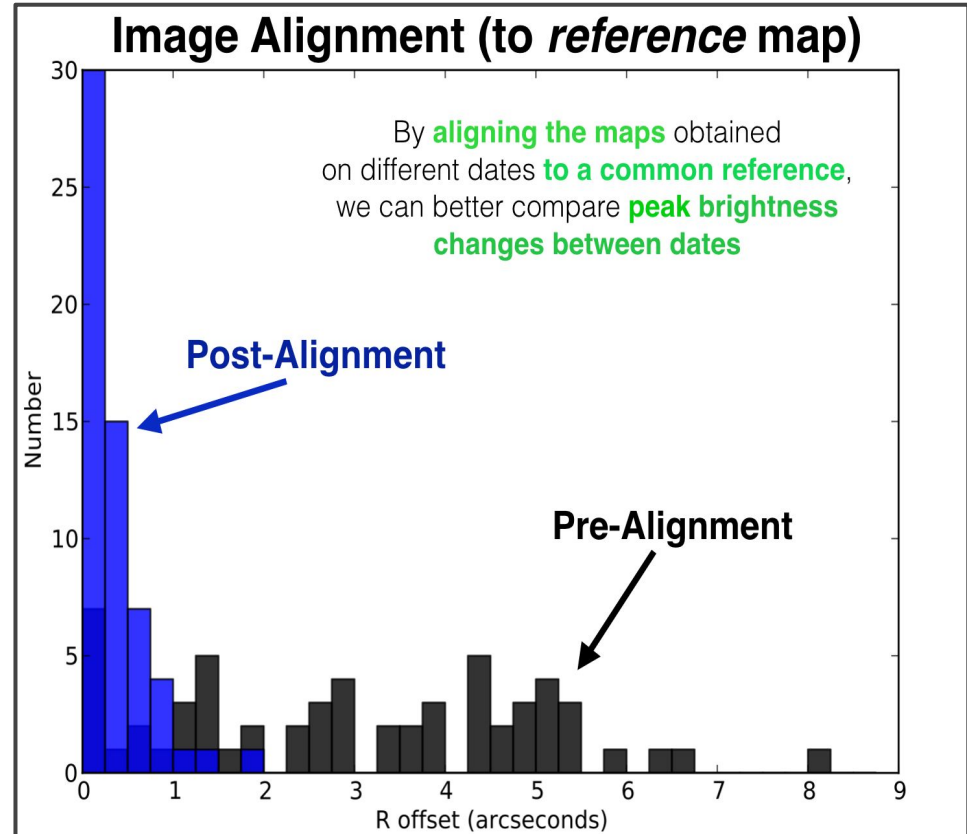 Image Alignment (to reference map)
By aligning the maps obtained
on different dates to a common reference,
we can better compare peak brightness
changes between dates
Post-Alignment
Pre-Alignment
Number
30
25
20
15
10
5
0
0 1 2 3 4 5 6 7 8 9
R offset (arcseconds)